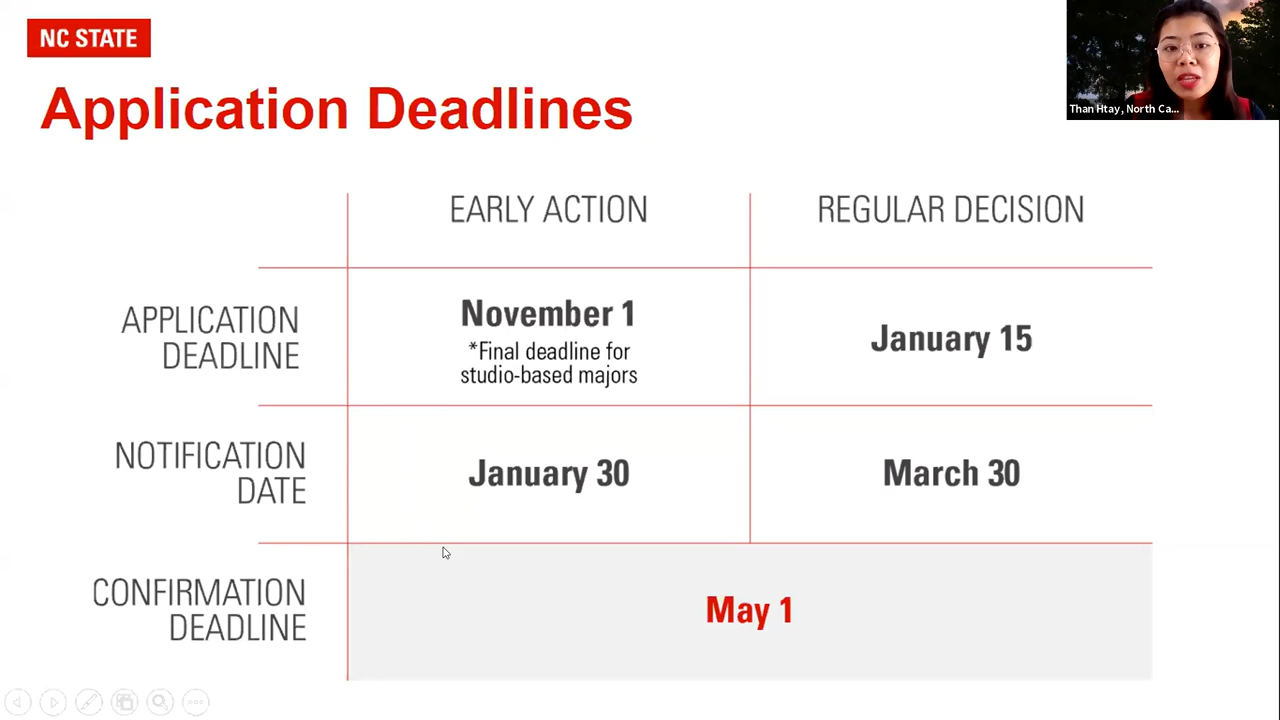 NC STATE
Application Deadlines
Than Htay, North Ca...
EARLY ACTION
REGULAR DECISION
APPLICATION
DEADLINE
November 1
*Final deadline for
studio-based majors
January 15
NOTIFICATION
DATE
January 30
March 30
CONFIRMATION
DEADLINE
May 1